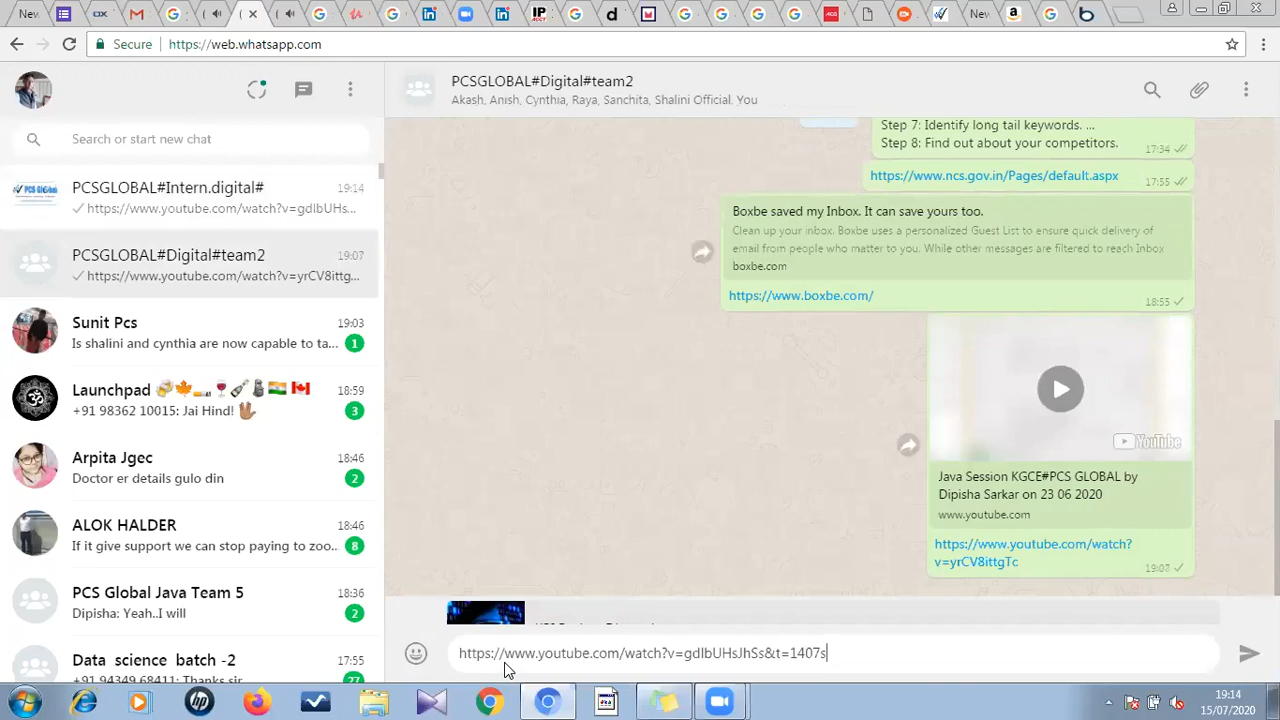 New
Secure
https://web.whatsapp.com
Search or start new chat
PCSGLOBAL#Intern.digital#
19:14
https://www.youtube.com/watch?v=gdIbUHs...
PCSGLOBAL#Digital#team2
19:07
https://www.youtube.com/watch?v=yrCV8ittg...
Sunit Pcs
19:03
Is shalini and cynthia are now capable to ta...
1
Launchpad
18:59
+91 98362 10015: Jai Hind!
3
Arpita Jgec
18:46
Doctor er details gulo din
2
ALOK HALDER
18:46
If it give support we can stop paying to zoo...
8
PCS Global Java Team 5
18:36
Dipisha: Yeah..I will
2
Data science batch -2
17:55
+91 94349 68411: Thanks sir
27
PCSGLOBAL#Digital#team2
Akash, Anish, Cynthia, Raya, Sanchita, Shalini Official, You
Step 7: Identify long tail keywords. ...
Step 8: Find out about your competitors.
17:34
https://www.ncs.gov.in/Pages/default.aspx
17:55
Boxbe saved my Inbox. It can save yours too.
Clean up your inbox. Boxbe uses a personalized Guest List to ensure quick delivery of
email from people who matter to you. While other messages are filtered to reach Inbox
boxbe.com
https://www.boxbe.com/
18:55
YouTube
Java Session KGCE#PCS GLOBAL by
Dipisha Sarkar on 23 06 2020
www.youtube.com
https://www.youtube.com/watch?
v=yrCV8ittgTc
19:07
https://www.youtube.com/watch?v=gdIbUHsJhSs&t=1407s
19:14
15/07/2020